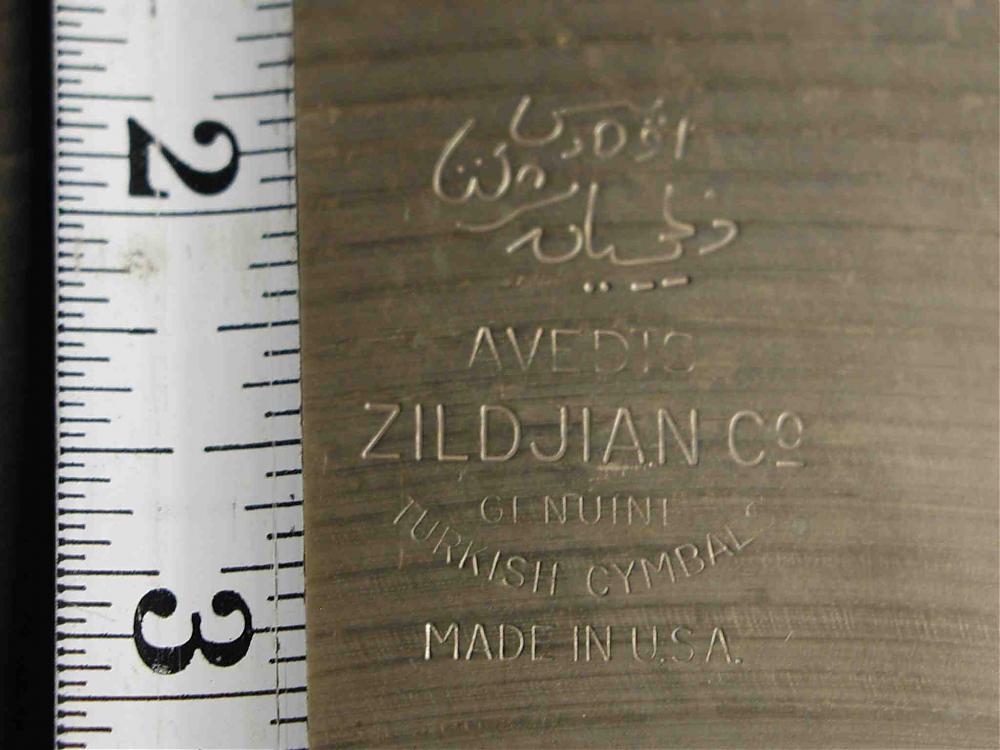 2
3
AVEDIS
ZILDJIAN Cº
GENUINE
TURKISH CYMBALS
MADE IN U.S.A.